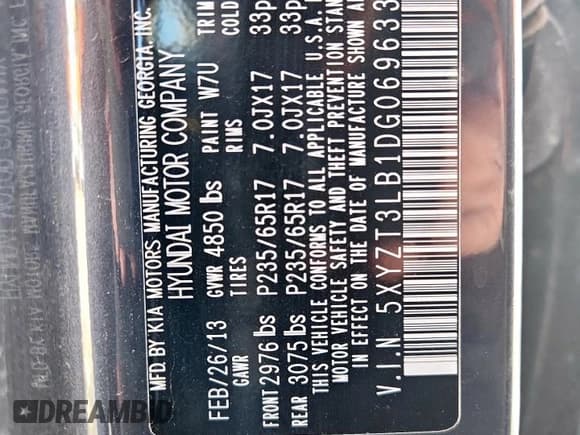 MFD. BY KIA MOTORS MANUFACTURING GEORGIA, INC.
HYUNDAI MOTOR COMPANY
FEB/26/13 GVWR 4850 lbs PAINT W7U TRIM
GAWR TIRES RIMS COLD
FRONT 2976 lbs P235/65R17 7.0JX17 33p
REAR 3075 lbs P235/65R17 7.0JX17 33p
THIS VEHICLE CONFORMS TO ALL APPLICABLE U.S.A.
MOTOR VEHICLE SAFETY AND THEFT PREVENTION STAN
IN EFFECT ON THE DATE OF MANUFACTURE SHOWN A
V.I.N 5XYZT3LB1DG069633
DREAMBID